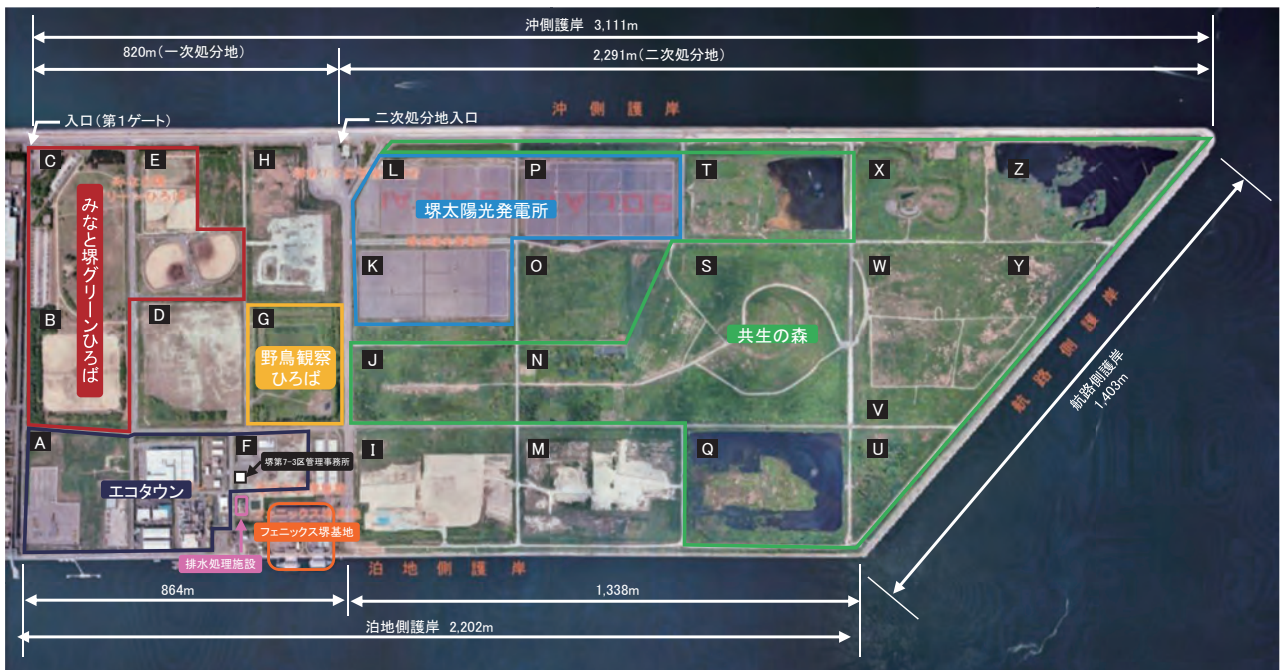 沖側護岸 3,111m
820m(一次処分地)
2,291m(二次処分地)
沖側護岸
入口(第1ゲート)
二次処分地入口
C
E
H
L
P
T
X
Z
みなと堺グリーンひろば
堺太陽光発電所
K
O
S
W
Y
B
D
G
野鳥観察
ひろば
共生の森
J
N
V
航路側護岸
航路側護岸
1,403m
A
F
I
M
Q
U
堺第7-3区管理事務所
エコタウン
フェニックス堺基地
排水処理施設
泊地側護岸
864m
1,338m
泊地側護岸 2,202m